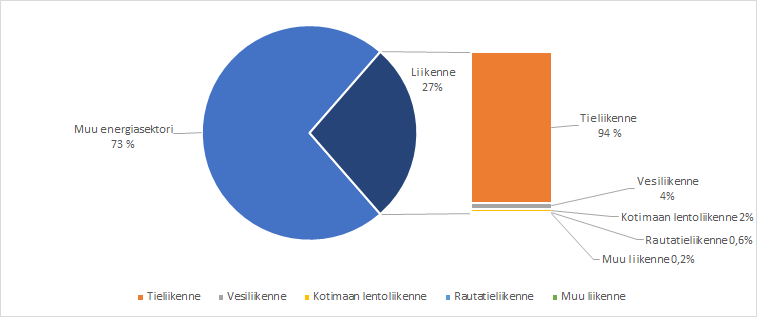 Muu energiasektori
73 %
Liikenne
27%
Tieliikenne
94 %
Vesiliikenne
4%
Kotimaan lentoliikenne 2%
Rautatieliikenne 0,6%
Muu liikenne 0,2%
Tieliikenne Vesiliikenne Kotimaan lentoliikenne Rautatieliikenne Muu liikenne